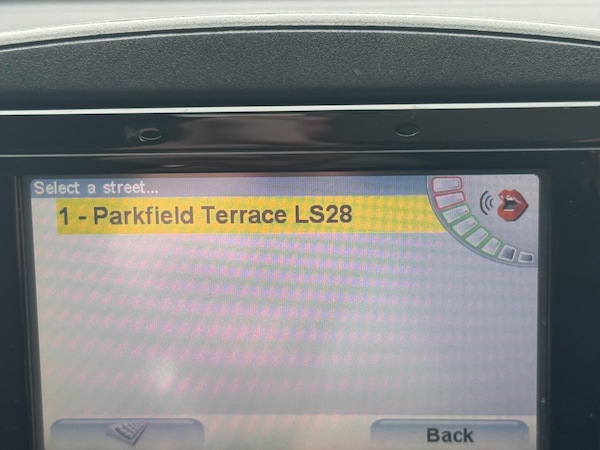 Select a street...
1 - Parkfield Terrace LS28
Back